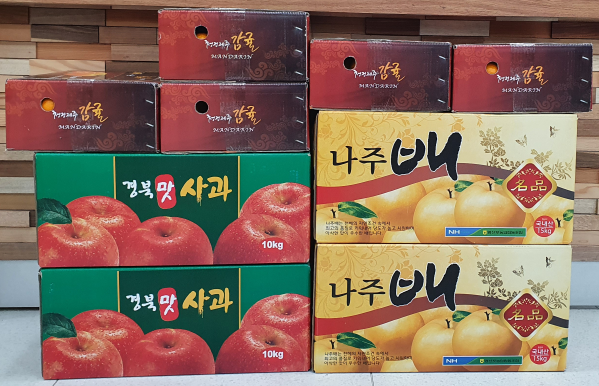 청정제주 감귤
MANDARIN
청정제주 감귤
MANDARIN
청정제주 감귤
MANDARIN
청정제주 감귤
MANDARIN
청정제주 감귤
MANDARIN
경북맛사과
10kg
나주배
名品
국내산
15kg
NH
경북맛사과
10kg
나주배
名品
국내산
15kg
NH